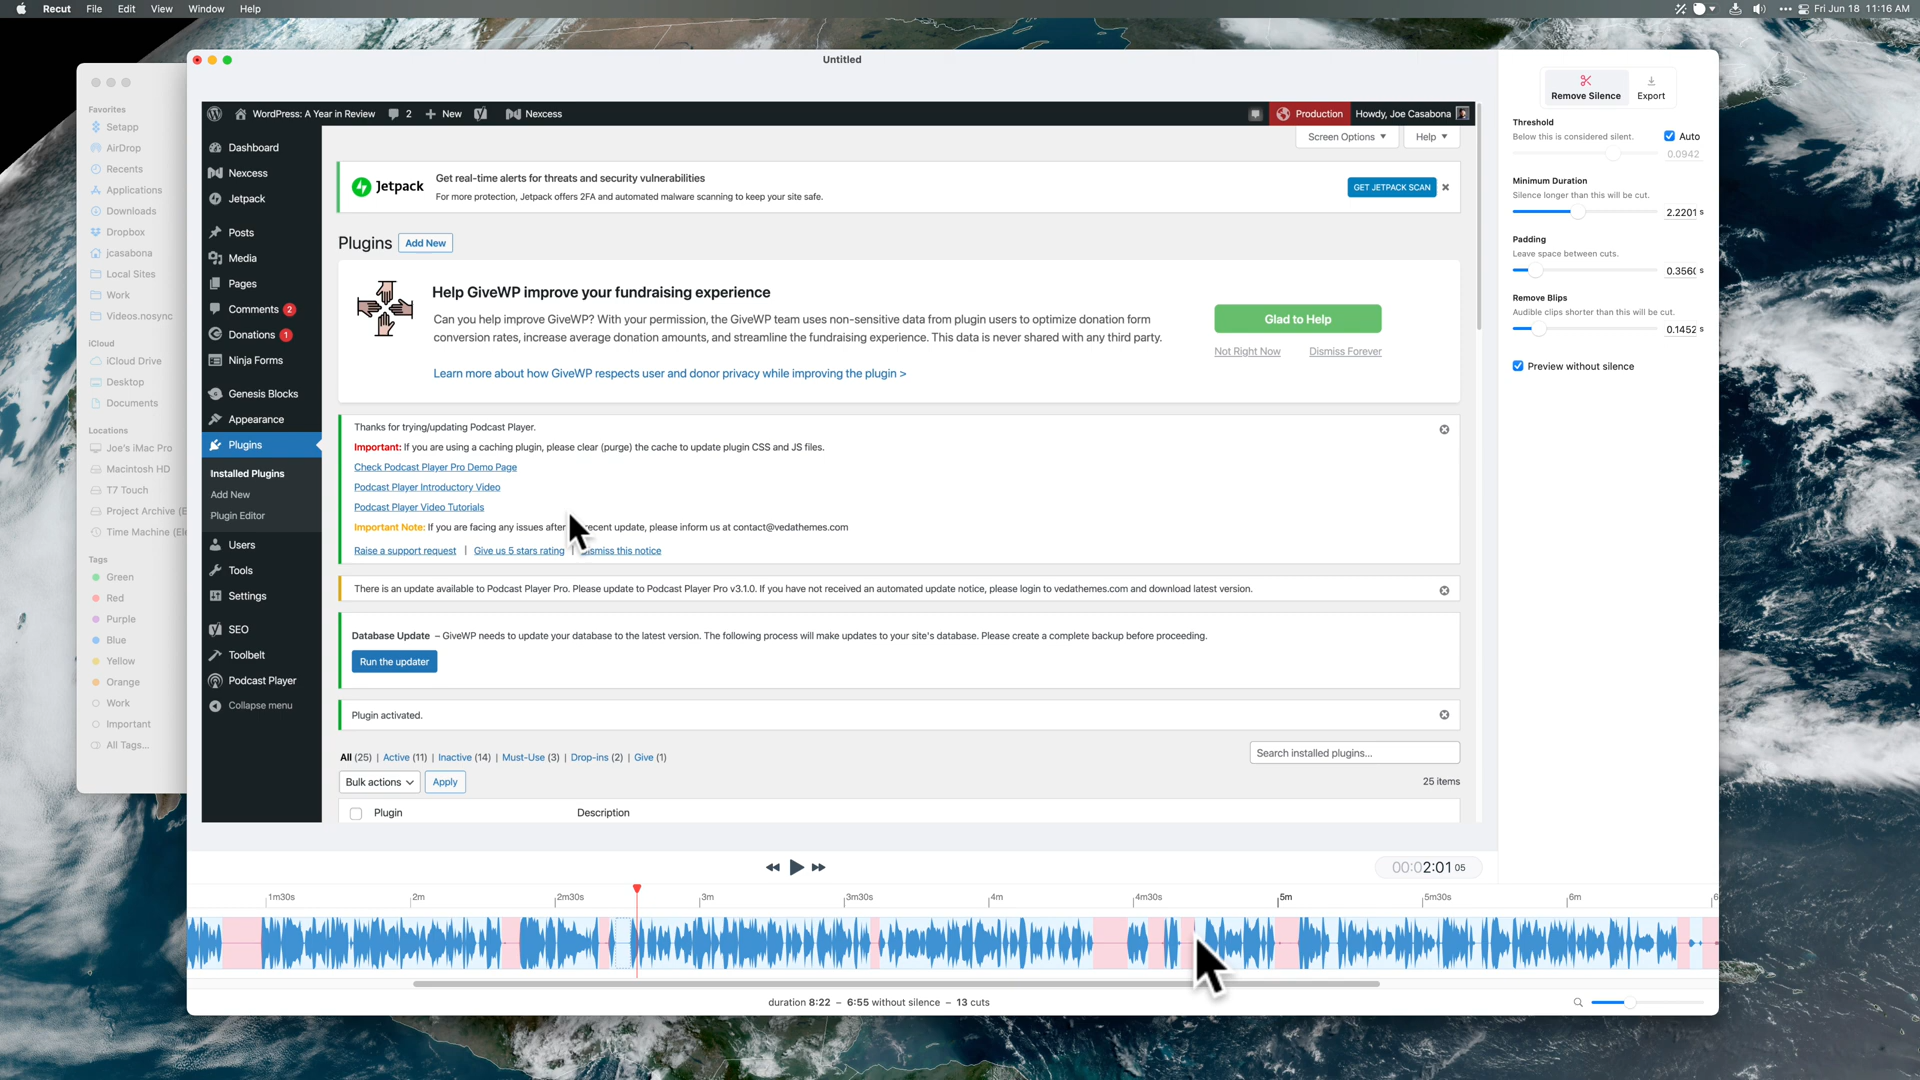 Recut File Edit View Window Help
Fri Jun 18 11:16 AM
Untitled
Favorites
Setapp
AirDrop
Recents
Applications
Downloads
Dropbox
jcasabona
Local Sites
Work
Videos.nosync
iCloud
iCloud Drive
Desktop
Documents
Locations
Joe's iMac Pro
Macintosh HD
T7 Touch
Project Archive (E
Time Machine (Ele
Tags
Green
Red
Purple
Blue
Yellow
Orange
Work
Important
All Tags...
WordPress: A Year in Review 2 New Nexcess
Production Howdy, Joe Casabona
Dashboard
Nexcess
Jetpack
Posts
Media
Pages
Comments 2
Donations 1
Ninja Forms
Genesis Blocks
Appearance
Plugins
Installed Plugins
Add New
Plugin Editor
Users
Tools
Settings
SEO
Toolbelt
Podcast Player
Collapse menu
Screen Options Help
Jetpack
Get real-time alerts for threats and security vulnerabilities
For more protection, Jetpack offers 2FA and automated malware scanning to keep your site safe.
GET JETPACK SCAN
Plugins Add New
Help GiveWP improve your fundraising experience
Can you help improve GiveWP? With your permission, the GiveWP team uses non-sensitive data from plugin users to optimize donation form
conversion rates, increase average donation amounts, and streamline the fundraising experience. This data is never shared with any third party.
Learn more about how GiveWP respects user and donor privacy while improving the plugin >
Glad to Help
Not Right Now Dismiss Forever
Thanks for trying/updating Podcast Player.
Important: If you are using a caching plugin, please clear (purge) the cache to update plugin CSS and JS files.
Check Podcast Player Pro Demo Page
Podcast Player Introductory Video
Podcast Player Video Tutorials
Important Note: If you are facing any issues after ecent update, please inform us at contact@vedathemes.com
Raise a support request | Give us 5 stars rating | smiss this notice
There is an update available to Podcast Player Pro. Please update to Podcast Player Pro v3.1.0. If you have not received an automated update notice, please login to vedathemes.com and download latest version.
Database Update – GiveWP needs to update your database to the latest version. The following process will make updates to your site's database. Please create a complete backup before proceeding.
Run the updater
Plugin activated.
All (25) | Active (11) | Inactive (14) | Must-Use (3) | Drop-ins (2) | Give (1)
Search installed plugins...
Bulk actions Apply
25 items
Plugin Description
Remove Silence Export
Threshold
Below this is considered silent.
Auto
0.0942
Minimum Duration
Silence longer than this will be cut.
2.2201 s
Padding
Leave space between cuts.
0.356( s
Remove Blips
Audible clips shorter than this will be cut.
0.1452 s
Preview without silence
00:02:01 05
1m30s 2m 2m30s 3m 3m30s 4m 4m30s 5m 5m30s 6m 6
duration 8:22 – 6:55 without silence – 13 cuts